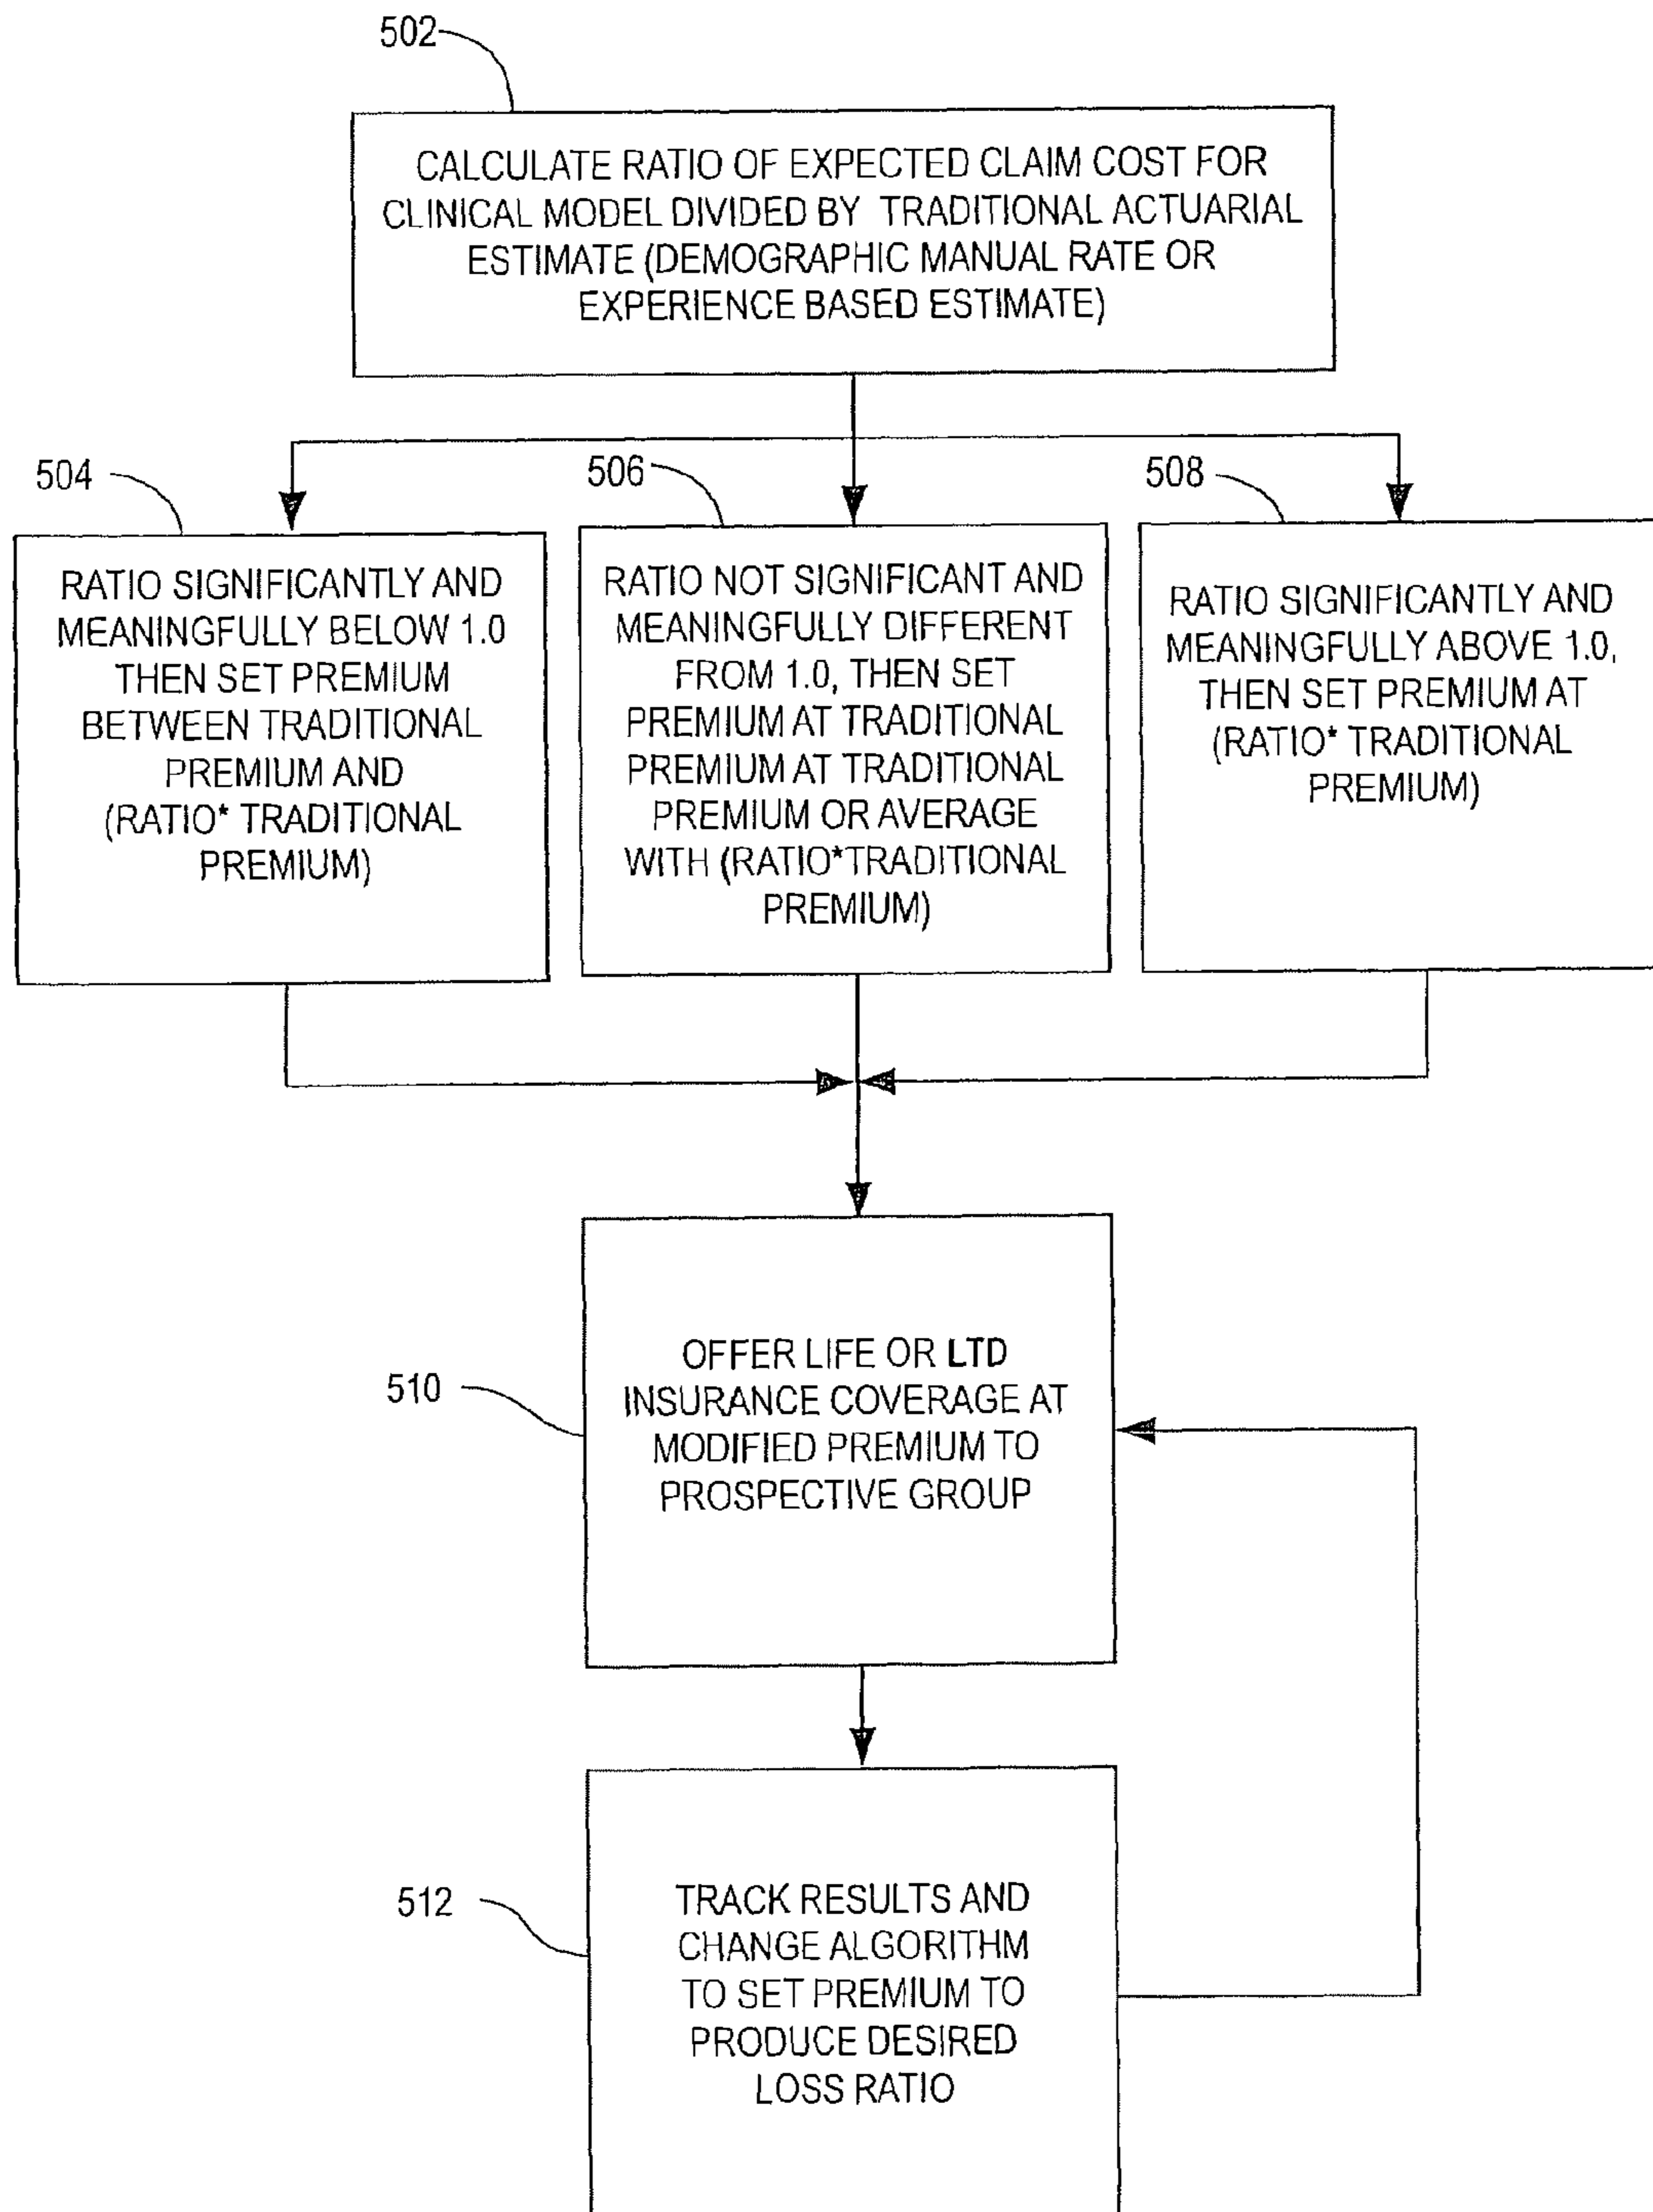 502
CALCULATE RATIO OF EXPECTED CLAIM COST FOR
CLINICAL MODEL DIVIDED BY TRADITIONAL ACTUARIAL
ESTIMATE (DEMOGRAPHIC MANUAL RATE OR
EXPERIENCE BASED ESTIMATE)
504
RATIO SIGNIFICANTLY AND
MEANINGFULLY BELOW 1.0
THEN SET PREMIUM
BETWEEN TRADITIONAL
PREMIUM AND
(RATIO* TRADITIONAL
PREMIUM)
506
RATIO NOT SIGNIFICANT AND
MEANINGFULLY DIFFERENT
FROM 1.0, THEN SET
PREMIUM AT TRADITIONAL
PREMIUM AT TRADITIONAL
PREMIUM OR AVERAGE
WITH (RATIO*TRADITIONAL
PREMIUM)
508
RATIO SIGNIFICANTLY AND
MEANINGFULLY ABOVE 1.0,
THEN SET PREMIUM AT
(RATIO* TRADITIONAL
PREMIUM)
510
OFFER LIFE OR LTD
INSURANCE COVERAGE AT
MODIFIED PREMIUM TO
PROSPECTIVE GROUP
512
TRACK RESULTS AND
CHANGE ALGORITHM
TO SET PREMIUM TO
PRODUCE DESIRED
LOSS RATIO